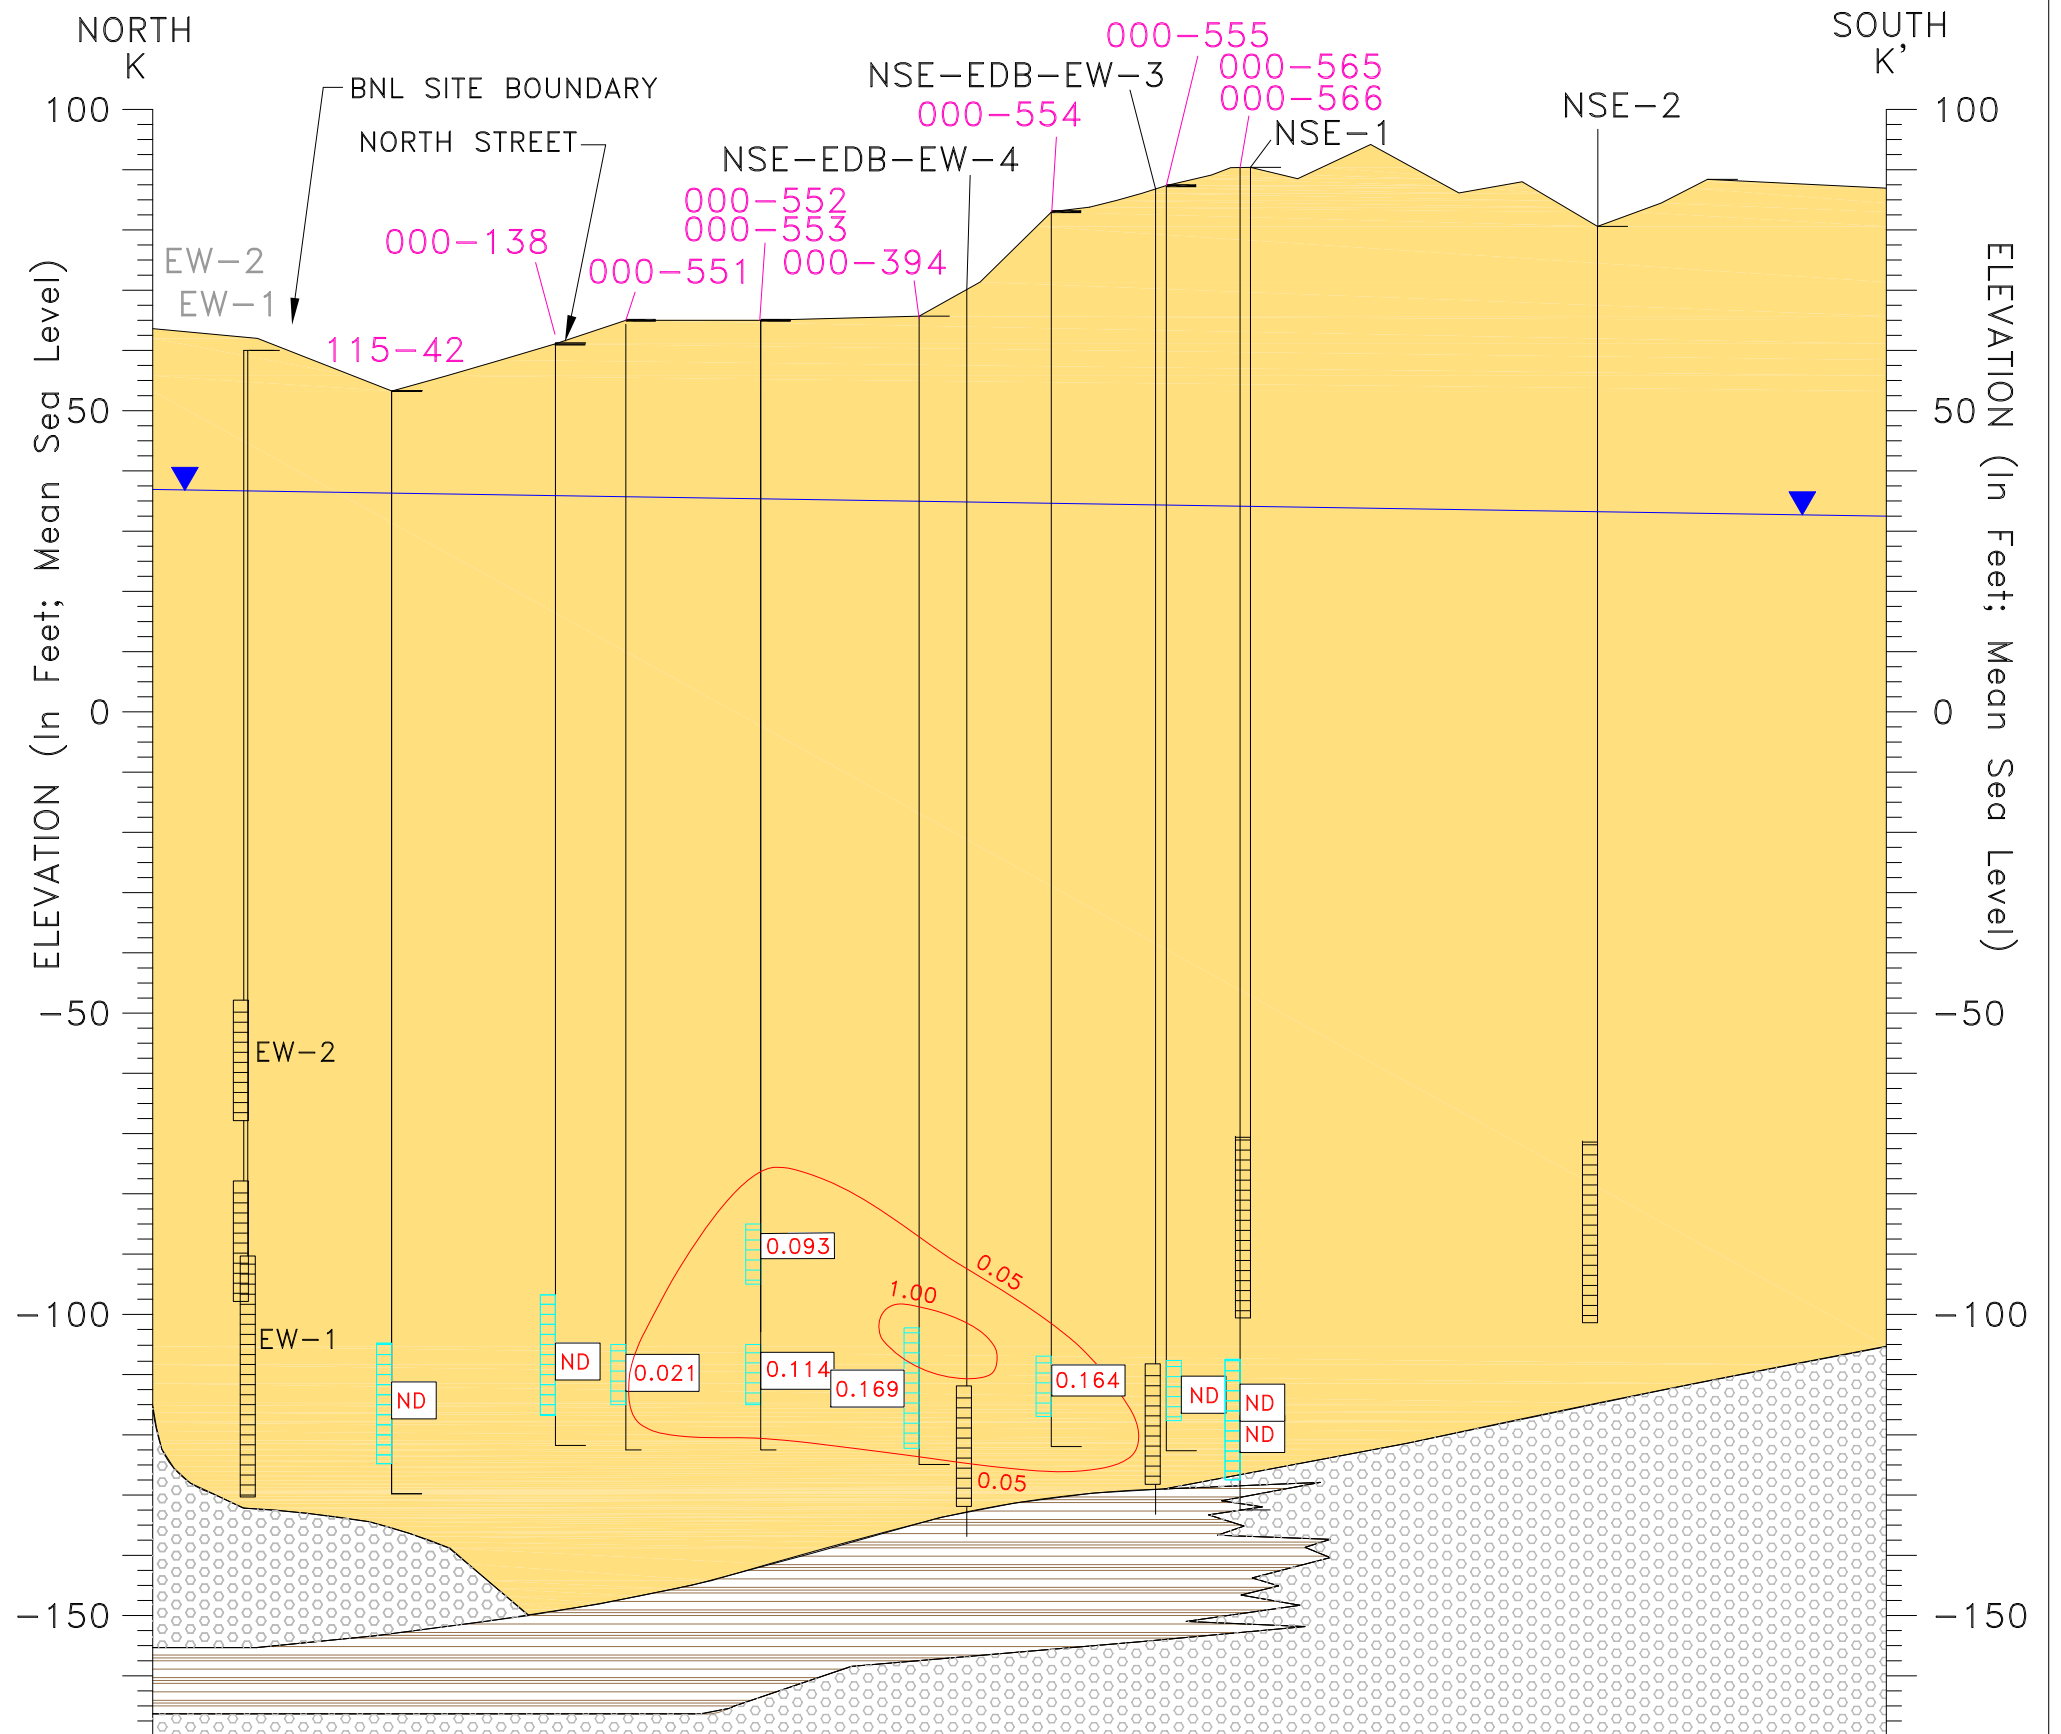 NORTH
K
SOUTH
K'
000-555
000-565
000-566
NSE-EDB-EW-3
000-554
NSE-1
NSE-2
BNL SITE BOUNDARY
NORTH STREET
NSE-EDB-EW-4
000-552
000-553
000-394
000-138
000-551
EW-2
EW-1
115-42
100
50
0
-50
-100
-150
ELEVATION (In Feet; Mean Sea Level)
100
50
0
-50
-100
-150
ELEVATION (In Feet; Mean Sea Level)
EW-2
EW-1
0.093
0.05
1.00
ND
ND
0.021
0.114
0.169
0.164
ND
ND
ND
0.05